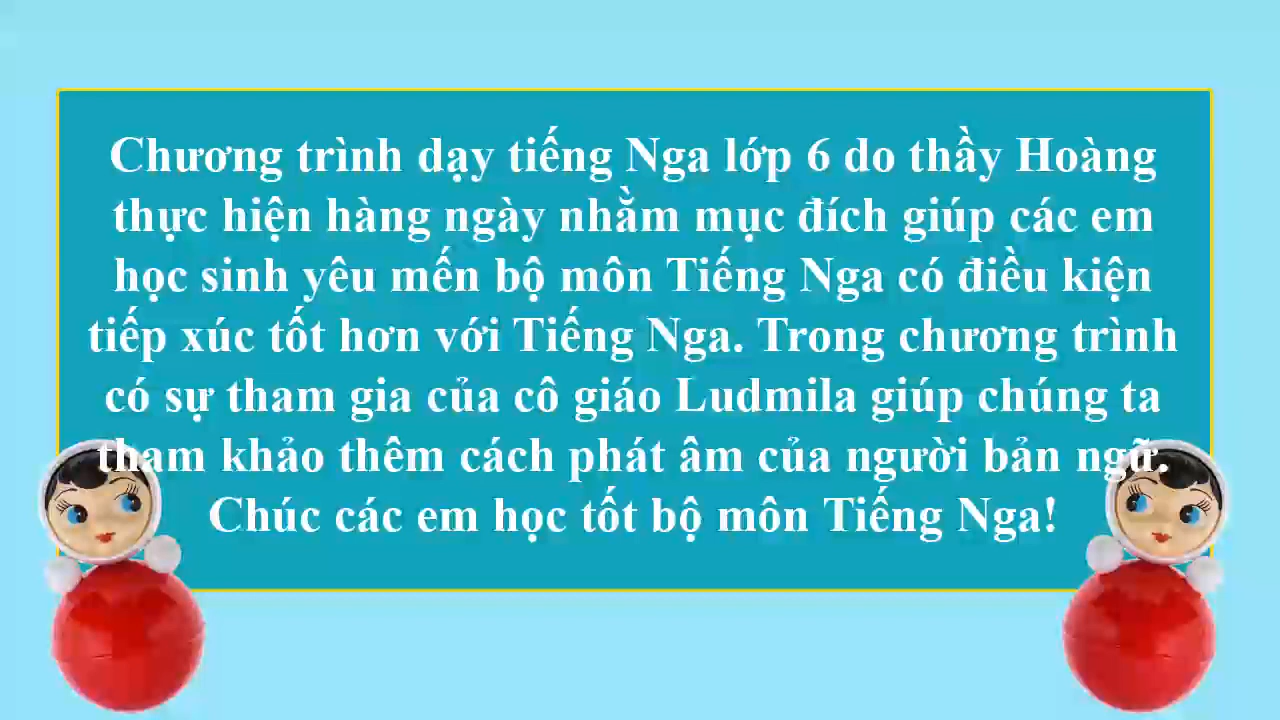 Chương trình dạy tiếng Nga lớp 6 do thầy Hoàng
thực hiện hàng ngày nhằm mục đích giúp các em
học sinh yêu mến bộ môn Tiếng Nga có điều kiện
tiếp xúc tốt hơn với Tiếng Nga. Trong chương trình
có sự tham gia của cô giáo Ludmila giúp chúng ta
tham khảo thêm cách phát âm của người bản ngữ.
Chúc các em học tốt bộ môn Tiếng Nga!